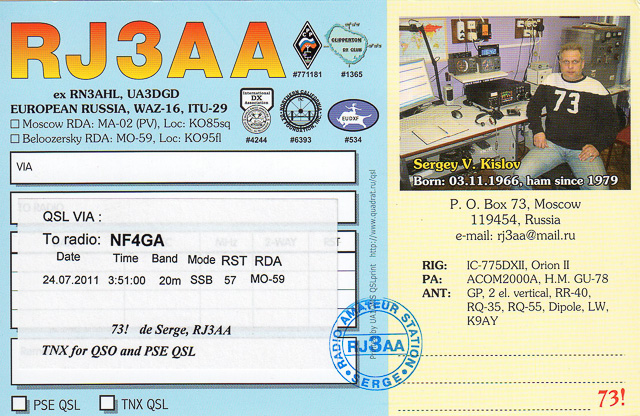 RJ3AA
#771181
CLIPPERTON
DX CLUB
#1365
ex RN3AHL, UA3DGD
EUROPEAN RUSSIA, WAZ-16, ITU-29
Moscow RDA: MA-02 (PV), Loc: KO85sq
Beloozersky RDA: MO-59, Loc: KO95fl
International
DX
Association
#4244
#6393
EUDXF
#534
VIA
QSL VIA :
To radio: NF4GA
Date Time Band Mode RST RDA
24.07.2011 3:51:00 20m SSB 57 MO-59
73! de Serge, RJ3AA
TNX for QSO and PSE QSL
PSE QSL
TNX QSL
http://www.quadrat.ru/qsl
RADIO AMATEUR STATION
RJ3AA
SERGE
73
Sergey V. Kislov
Born: 03.11.1966, ham since 1979
P. O. Box 73, Moscow
119454, Russia
e-mail: rj3aa@mail.ru
RIG: IC-775DXII, Orion II
PA: ACOM2000A, H.M. GU-78
ANT: GP, 2 el. vertical, RR-40,
RQ-35, RQ-55, Dipole, LW,
K9AY
73!